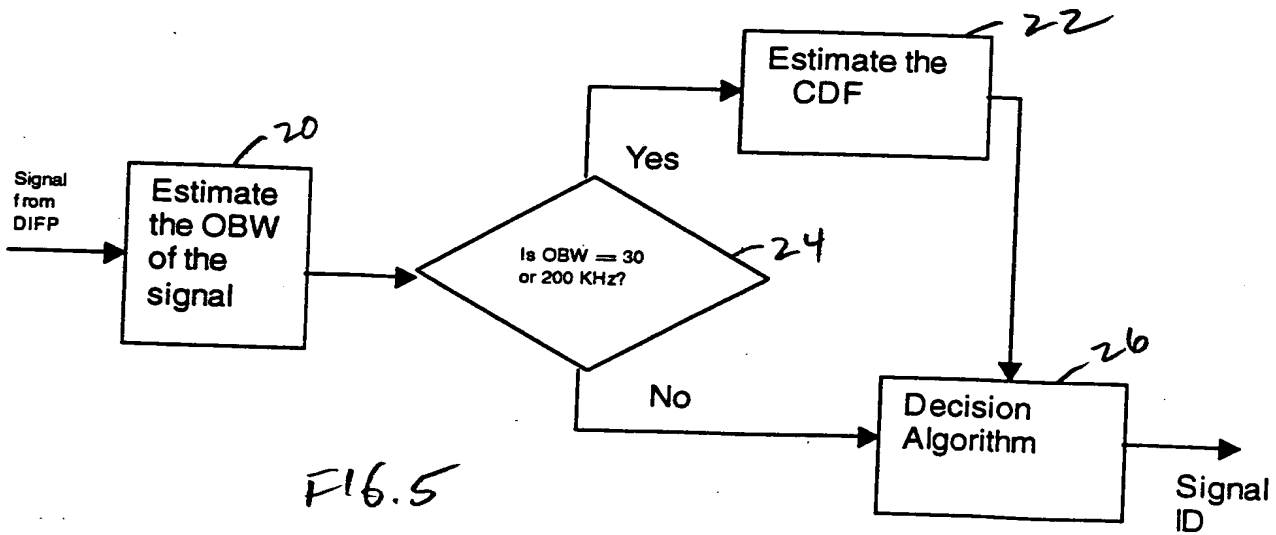 22
Estimate the
CDF
20
Yes
Signal
from
DIFP
Estimate
the OBW
of the
signal
Is OBW = 30
or 200 KHz?
24
26
No
Decision
Algorithm
FIG.5
Signal
ID